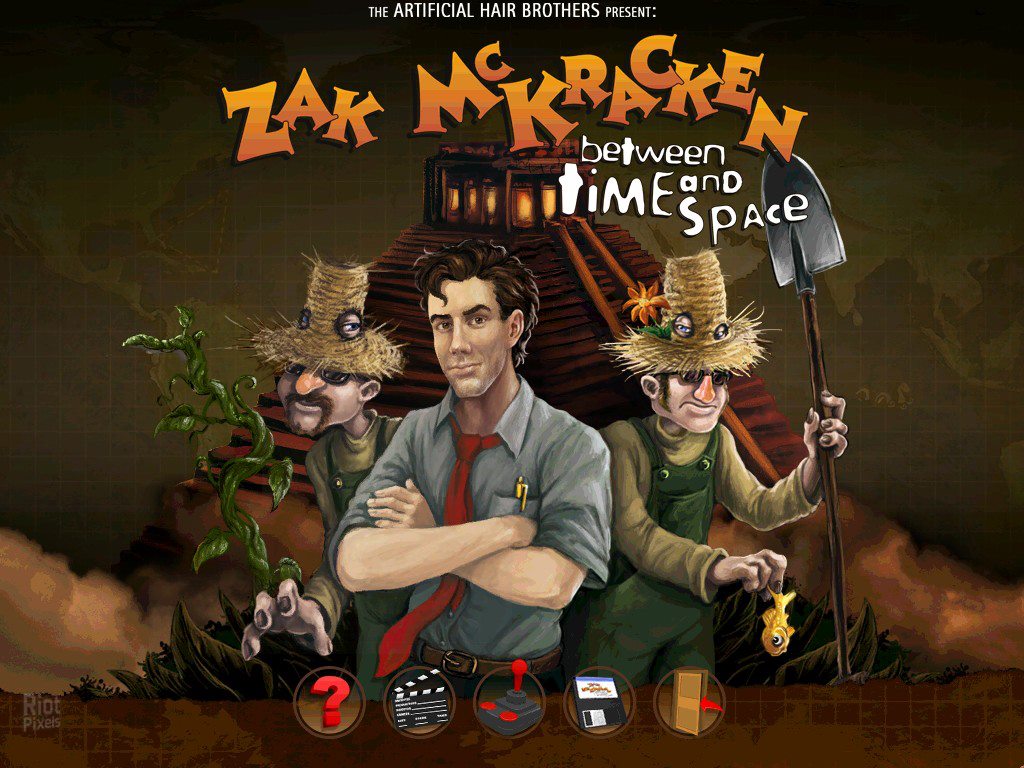 THE ARTIFICIAL HAIR BROTHERS PRESENT:
ZAK MCKRACKEN
between
TIME and
SPACE
Riot
Pixels